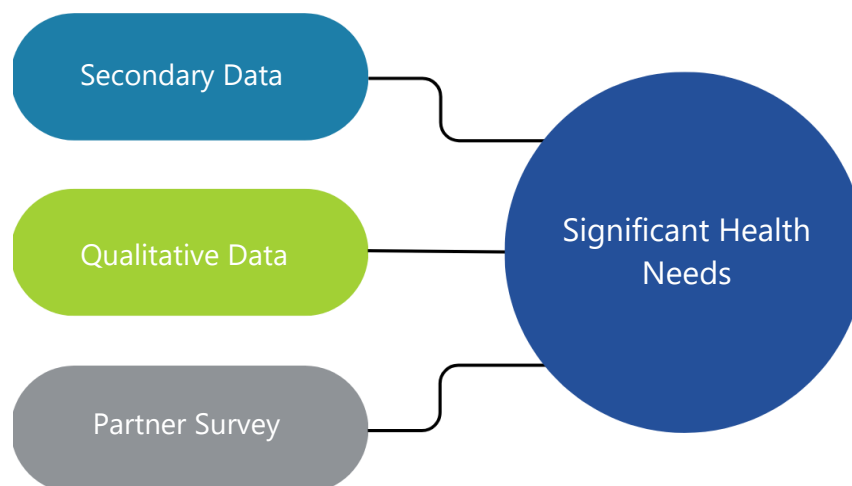 Secondary Data
Qualitative Data
Partner Survey
Significant Health
Needs